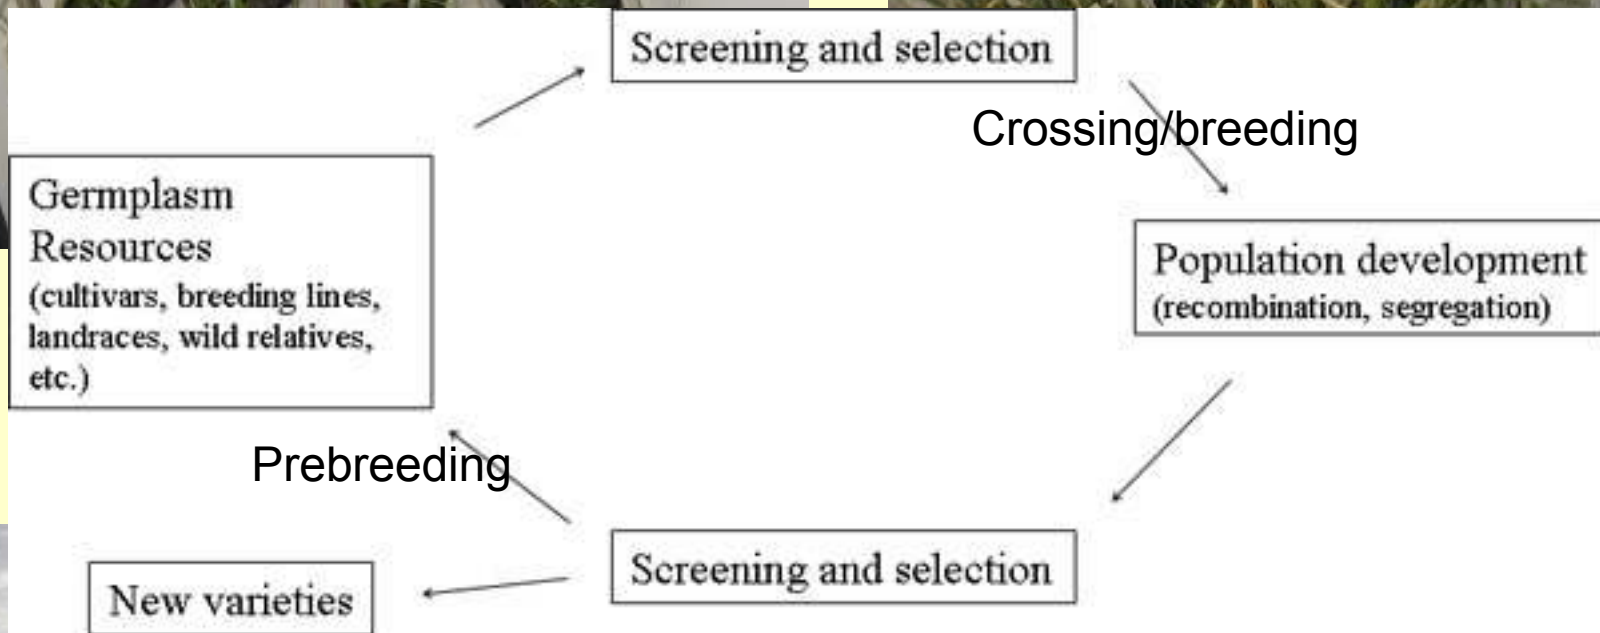 Screening and selection
Crossing/breeding
Germplasm
Resources
(cultivars, breeding lines,
landraces, wild relatives,
etc.)
Population development
(recombination, segregation)
Prebreeding
Screening and selection
New varieties